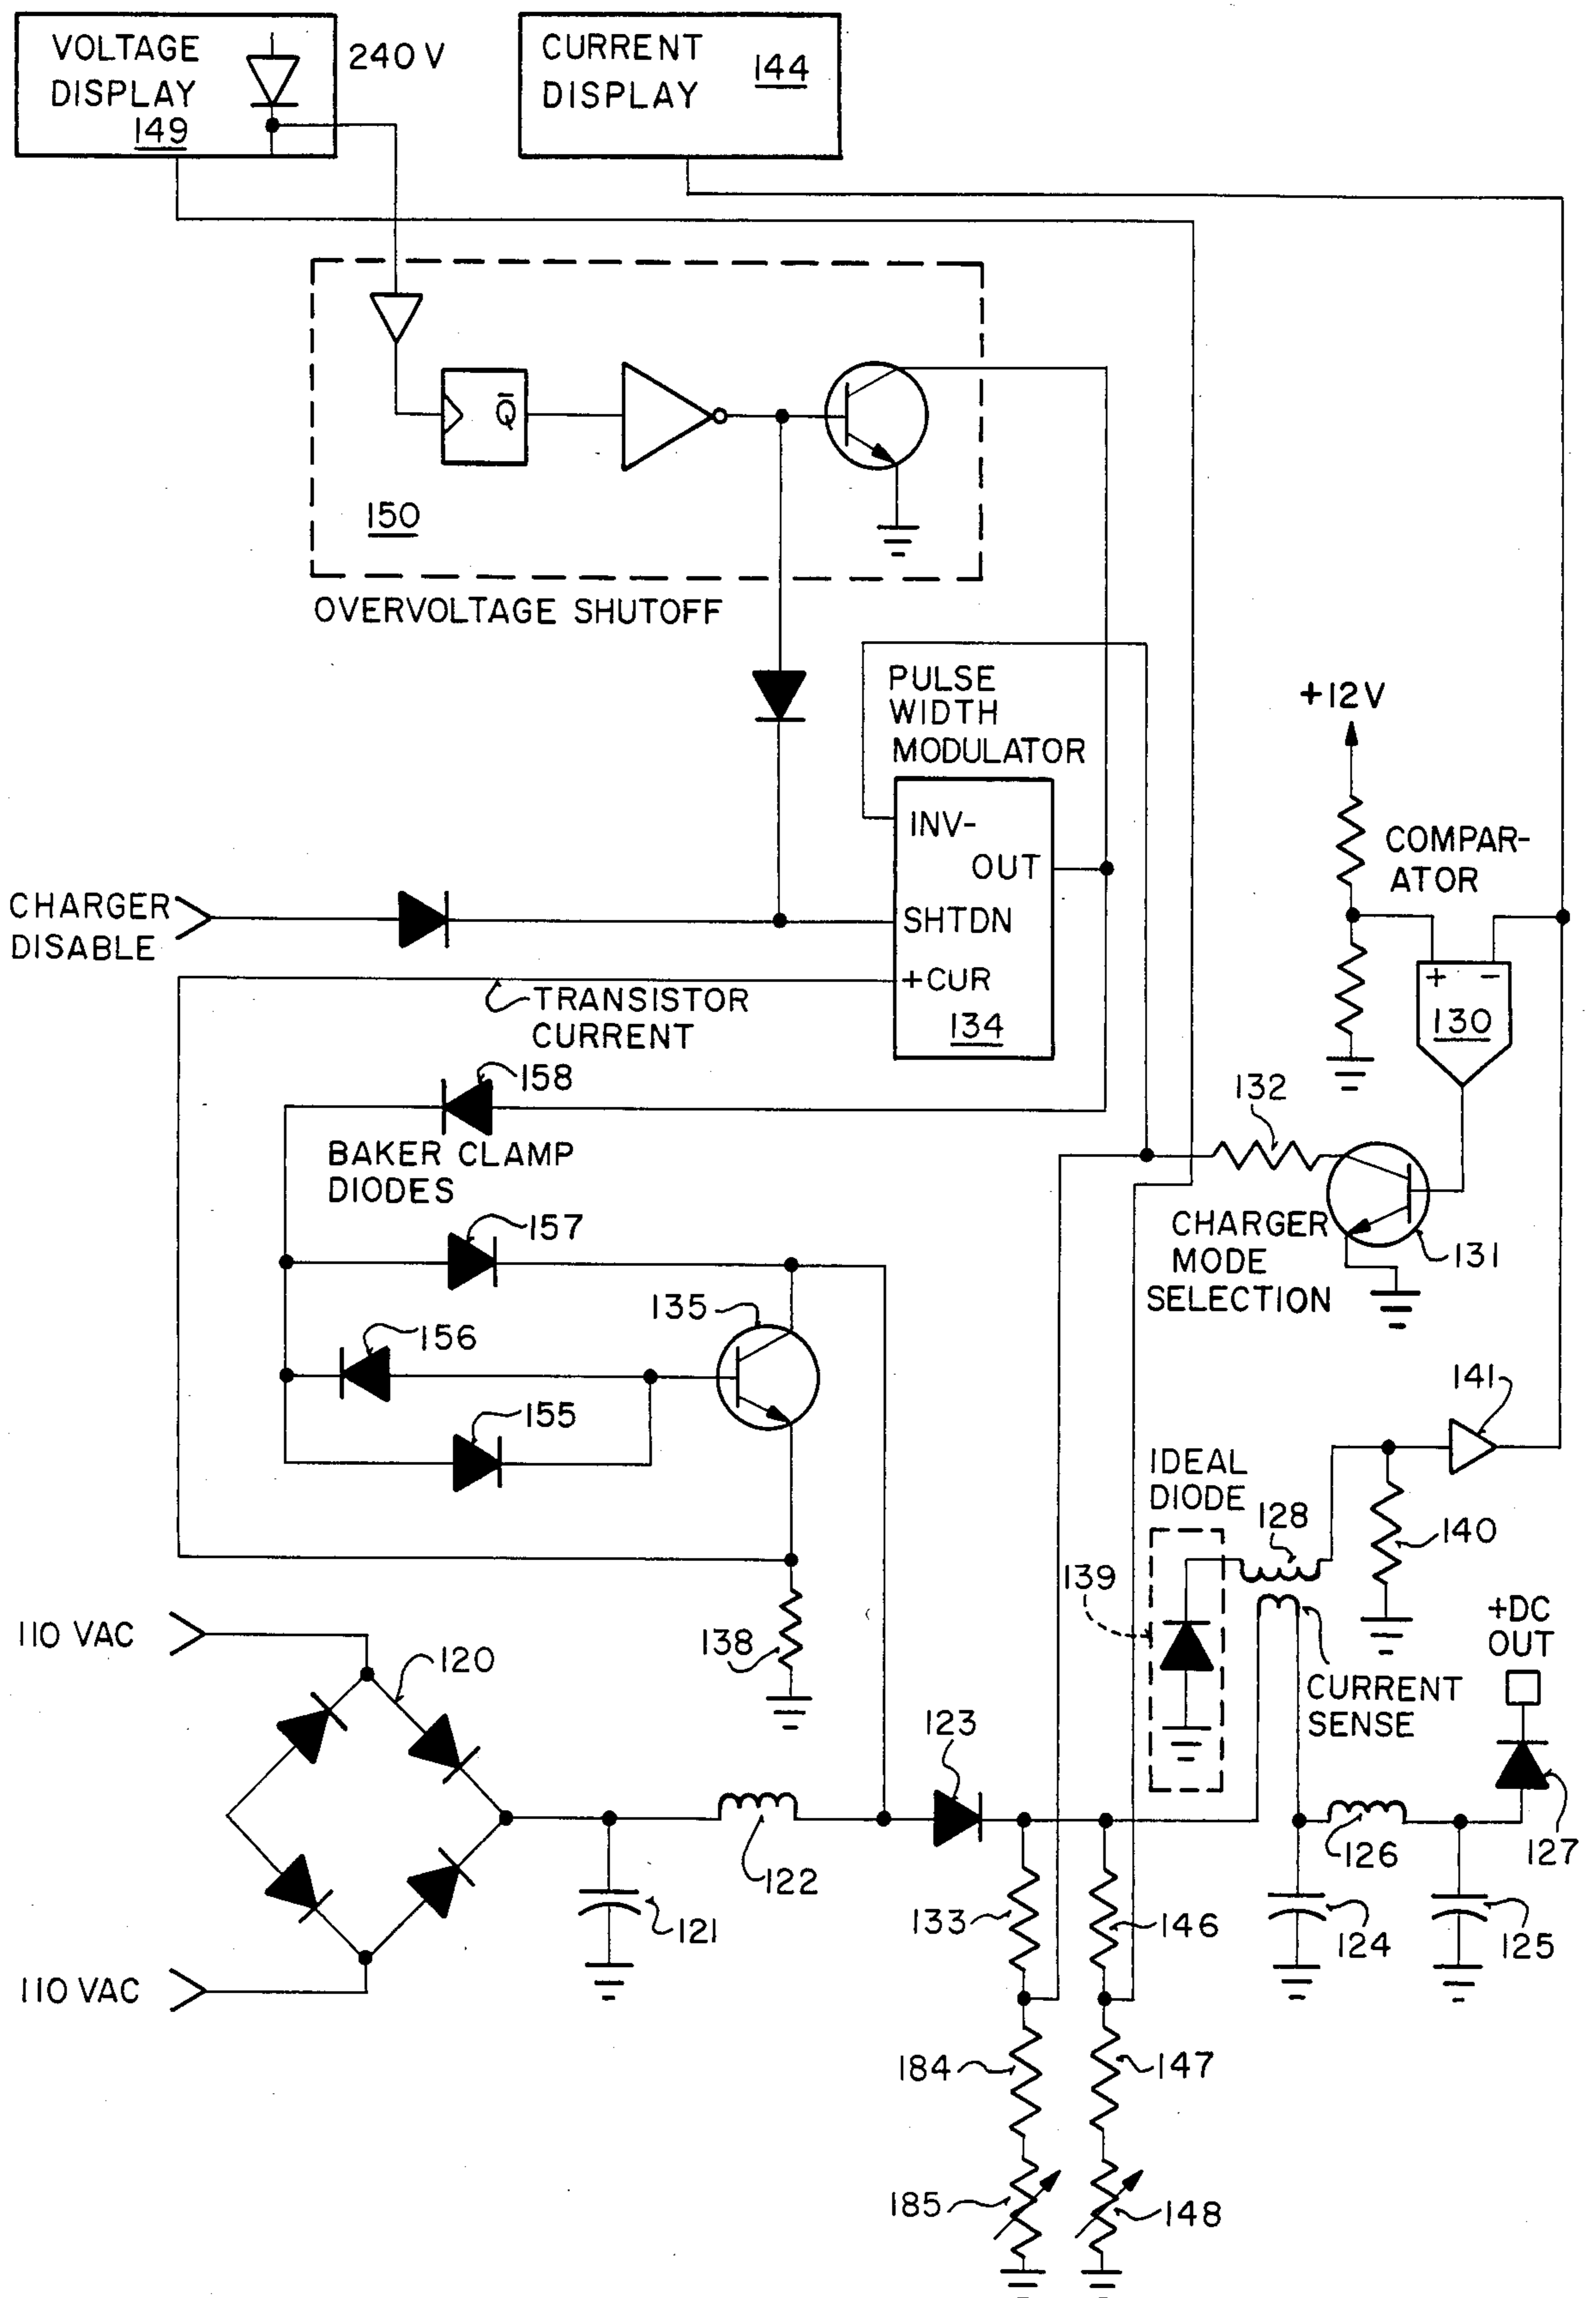 VOLTAGE
DISPLAY
149
240 V
CURRENT
DISPLAY
144
Q̅
150
OVERVOLTAGE SHUTOFF
PULSE
WIDTH
MODULATOR
INV-
OUT
SHTDN
+CUR
134
CHARGER
DISABLE
TRANSISTOR
CURRENT
+12V
COMPAR-
ATOR
+ −
130
158
BAKER CLAMP
DIODES
157
156
155
135
132
CHARGER
MODE
SELECTION
131
141
IDEAL
DIODE
128
140
139
138
+DC
OUT
CURRENT
SENSE
110 VAC
120
123
122
121
126
127
133
146
124
125
110 VAC
184
147
185
148